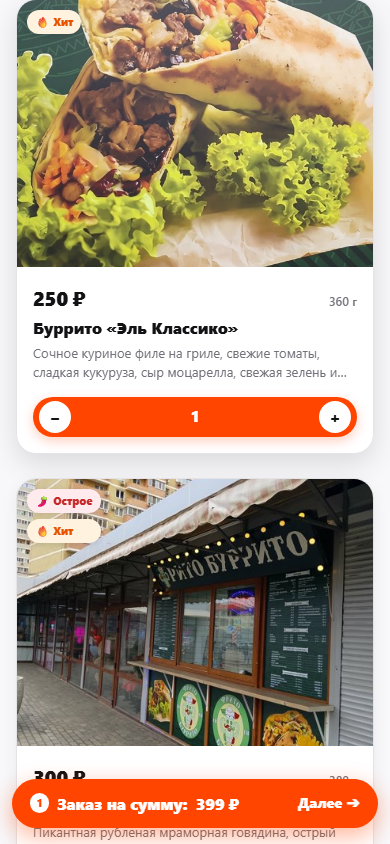 Хит
250 ₽
360 г
Буррито «Эль Классико»
Сочное куриное филе на гриле, свежие томаты,
сладкая кукуруза, сыр моцарелла, свежая зелень и...
–
1
+
Острое
Хит
БУРРИТО
300 ₽
1
Заказ на сумму: 399 ₽
Далее →
Пикантная рубленая мраморная говядина, острый